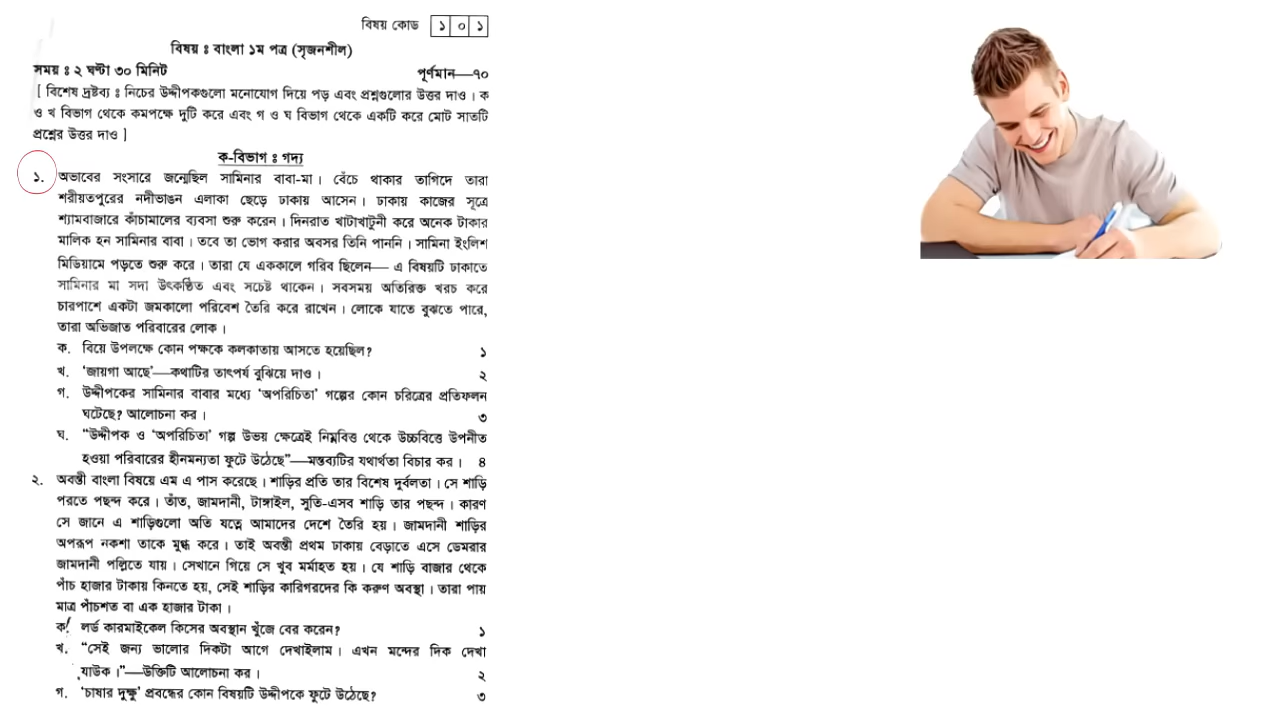 বিষয় কোড ১ ০ ১
বিষয় ঃ বাংলা ১ম পত্র (সৃজনশীল)
সময় ঃ ২ ঘণ্টা ৩০ মিনিট পূর্ণমান—৭০
[ বিশেষ দ্রষ্টব্য ঃ নিচের উদ্দীপকগুলো মনোযোগ দিয়ে পড় এবং প্রশ্নগুলোর উত্তর দাও। ক
ও খ বিভাগ থেকে কমপক্ষে দুটি করে এবং গ ও ঘ বিভাগ থেকে একটি করে মোট সাতটি
প্রশ্নের উত্তর দাও ]
ক-বিভাগ ঃ গদ্য
১. অভাবের সংসারে জন্মেছিল সামিনার বাবা-মা। বেঁচে থাকার তাগিদে তারা
শরীয়তপুরের নদীভাঙন এলাকা ছেড়ে ঢাকায় আসেন। ঢাকায় কাজের সূত্রে
শ্যামবাজারে কাঁচামালের ব্যবসা শুরু করেন। দিনরাত খাটাখাটুনী করে অনেক টাকার
মালিক হন সামিনার বাবা। তবে তা ভোগ করার অবসর তিনি পাননি। সামিনা ইংলিশ
মিডিয়ামে পড়তে শুরু করে। তারা যে এককালে গরিব ছিলেন— এ বিষয়টি ঢাকাতে
সামিনার মা সদা উৎকণ্ঠিত এবং সচেষ্ট থাকেন। সবসময় অতিরিক্ত খরচ করে
চারপাশে একটা জমকালো পরিবেশ তৈরি করে রাখেন। লোকে যাতে বুঝতে পারে,
তারা অভিজাত পরিবারের লোক।
ক. বিয়ে উপলক্ষে কোন পক্ষকে কলকাতায় আসতে হয়েছিল? ১
খ. ‘জায়গা আছে’—কথাটির তাৎপর্য বুঝিয়ে দাও। ২
গ. উদ্দীপকের সামিনার বাবার মধ্যে ‘অপরিচিতা’ গল্পের কোন চরিত্রের প্রতিফলন
ঘটেছে? আলোচনা কর। ৩
ঘ. “উদ্দীপক ও ‘অপরিচিতা’ গল্প উভয় ক্ষেত্রেই নিম্নবিত্ত থেকে উচ্চবিত্তে উপনীত
হওয়া পরিবারের হীনমন্যতা ফুটে উঠেছে”—মন্তব্যটির যথার্থতা বিচার কর। ৪
২. অবন্তী বাংলা বিষয়ে এম এ পাস করেছে। শাড়ির প্রতি তার বিশেষ দুর্বলতা। সে শাড়ি
পরতে পছন্দ করে। তাঁত, জামদানী, টাঙ্গাইল, সুতি-এসব শাড়ি তার পছন্দ। কারণ
সে জানে এ শাড়িগুলো অতি যত্নে আমাদের দেশে তৈরি হয়। জামদানী শাড়ির
অপরূপ নকশা তাকে মুগ্ধ করে। তাই অবন্তী প্রথম ঢাকায় বেড়াতে এসে ডেমরার
জামদানী পল্লিতে যায়। সেখানে গিয়ে সে খুব মর্মাহত হয়। যে শাড়ি বাজার থেকে
পাঁচ হাজার টাকায় কিনতে হয়, সেই শাড়ির কারিগরদের কি করুণ অবস্থা। তারা পায়
মাত্র পাঁচশত বা এক হাজার টাকা।
ক. লর্ড কারমাইকেল কিসের অবস্থান খুঁজে বের করেন? ১
খ. “সেই জন্য ভালোর দিকটা আগে দেখাইলাম। এখন মন্দের দিক দেখা
যাউক।”—উক্তিটি আলোচনা কর। ২
গ. ‘চাষার দুক্ষু’ প্রবন্ধের কোন বিষয়টি উদ্দীপকে ফুটে উঠেছে? ৩